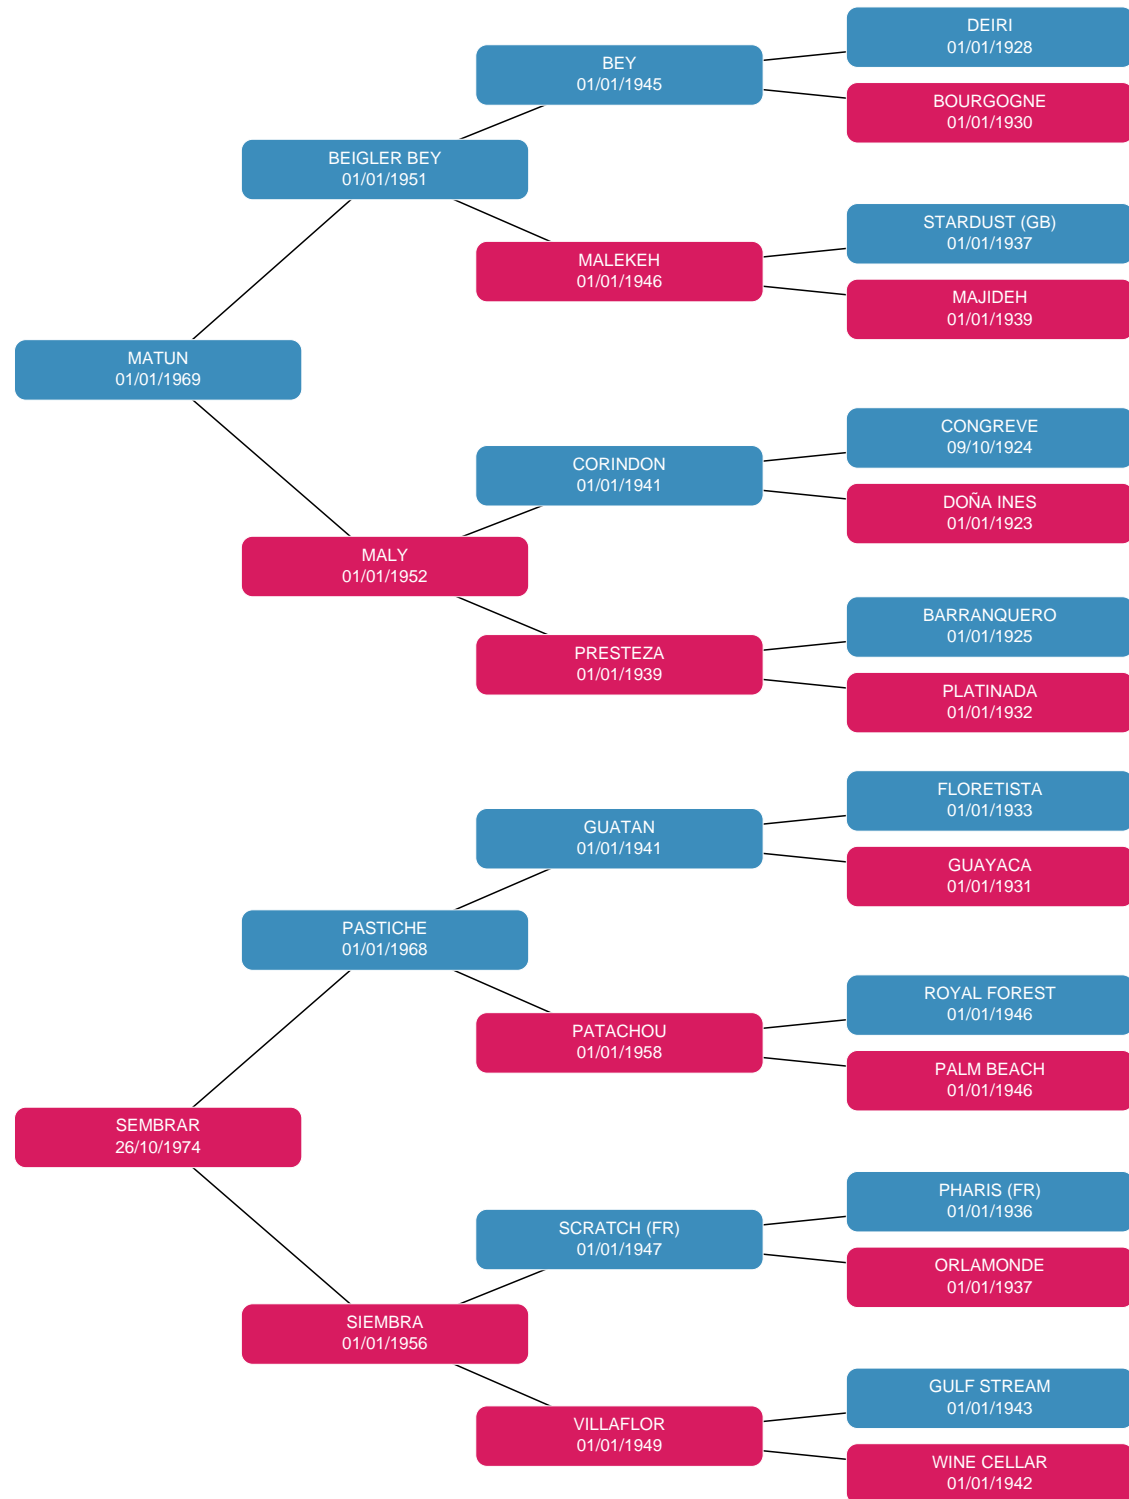 DEIRI
01/01/1928
BEY
01/01/1945
BOURGOGNE
01/01/1930
BEIGLER BEY
01/01/1951
STARDUST (GB)
01/01/1937
MALEKEH
01/01/1946
MAJIDEH
01/01/1939
MATUN
01/01/1969
CONGREVE
09/10/1924
CORINDON
01/01/1941
DOÑA INES
01/01/1923
MALY
01/01/1952
BARRANQUERO
01/01/1925
PRESTEZA
01/01/1939
PLATINADA
01/01/1932
FLORETISTA
01/01/1933
GUATAN
01/01/1941
GUAYACA
01/01/1931
PASTICHE
01/01/1968
ROYAL FOREST
01/01/1946
PATACHOU
01/01/1958
PALM BEACH
01/01/1946
SEMBRAR
26/10/1974
PHARIS (FR)
01/01/1936
SCRATCH (FR)
01/01/1947
ORLAMONDE
01/01/1937
SIEMBRA
01/01/1956
GULF STREAM
01/01/1943
VILLAFLOR
01/01/1949
WINE CELLAR
01/01/1942